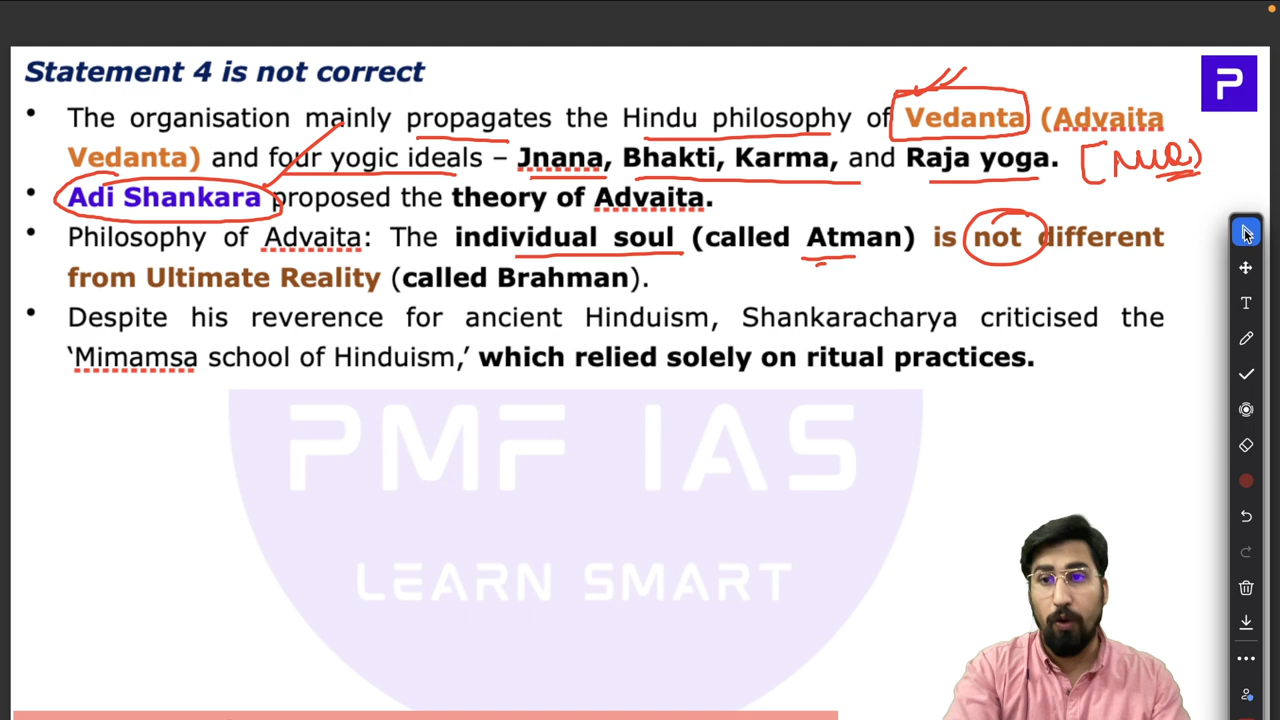 Statement 4 is not correct
P
• The organisation mainly propagates the Hindu philosophy of Vedanta (Advaita
Vedanta) and four yogic ideals – Jnana, Bhakti, Karma, and Raja yoga.
• Adi Shankara proposed the theory of Advaita.
• Philosophy of Advaita: The individual soul (called Atman) is not different
from Ultimate Reality (called Brahman).
• Despite his reverence for ancient Hinduism, Shankaracharya criticised the
‘Mimamsa school of Hinduism,’ which relied solely on ritual practices.
PMF IAS
LEARN SMART
T